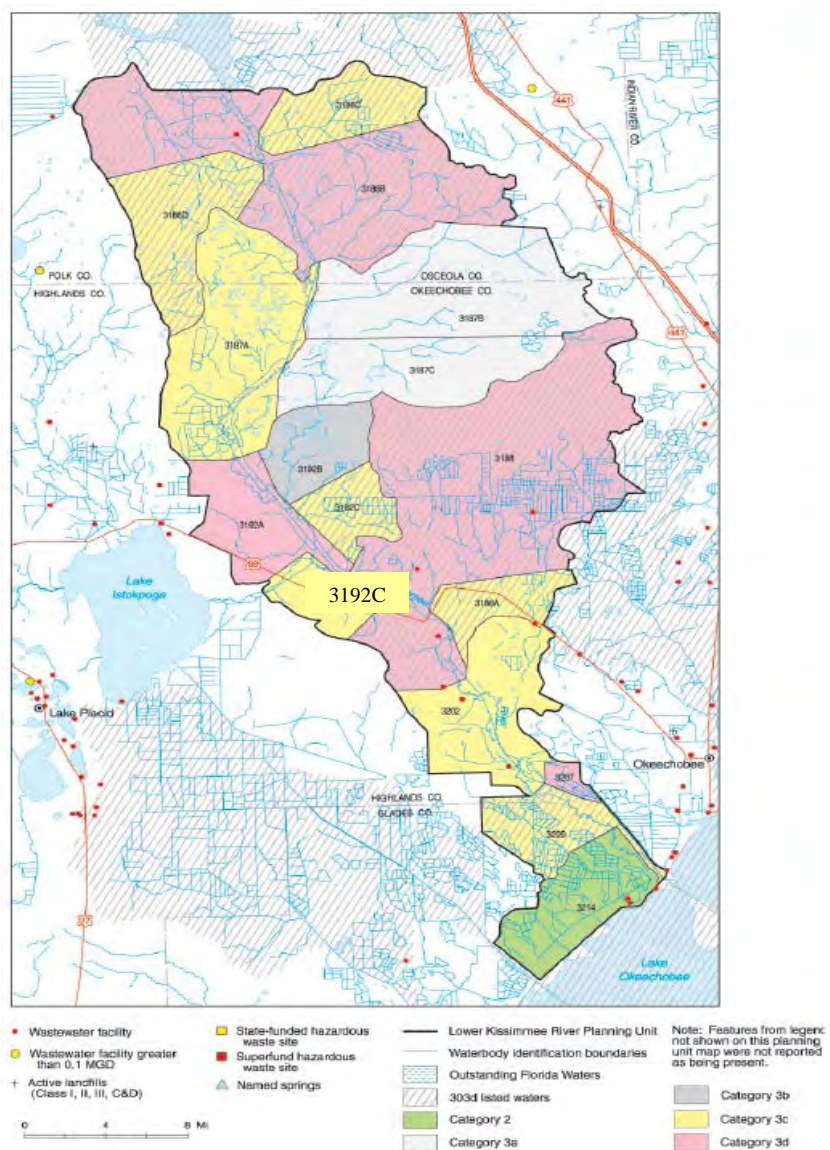 441
INDIAN RIVER CO.
3186C
3186B
3186D
POLK CO.
HIGHLANDS CO.
OSCEOLA CO.
OKEECHOBEE CO.
3187B
441
3187A
3187C
3188
3192B
3192C
3192A
98
Lake
Istokpoga
3192C
3186A
Lake Placid
3202
River
Okeechobee
3207
HIGHLANDS CO.
GLADES CO.
3209
3214
27
Lake
Okeechobee
Wastewater facility
Wastewater facility greater
than 0.1 MGD
Active landfills
(Class I, II, III, C&D)
0 4 8 Mi
State-funded hazardous
waste site
Superfund hazardous
waste site
Named springs
Lower Kissimmee River Planning Unit
Waterbody identification boundaries
Outstanding Florida Waters
303d listed waters
Category 2
Category 3a
Note: Features from legend
not shown on this planning
unit map were not reported
as being present.
Category 3b
Category 3c
Category 3d